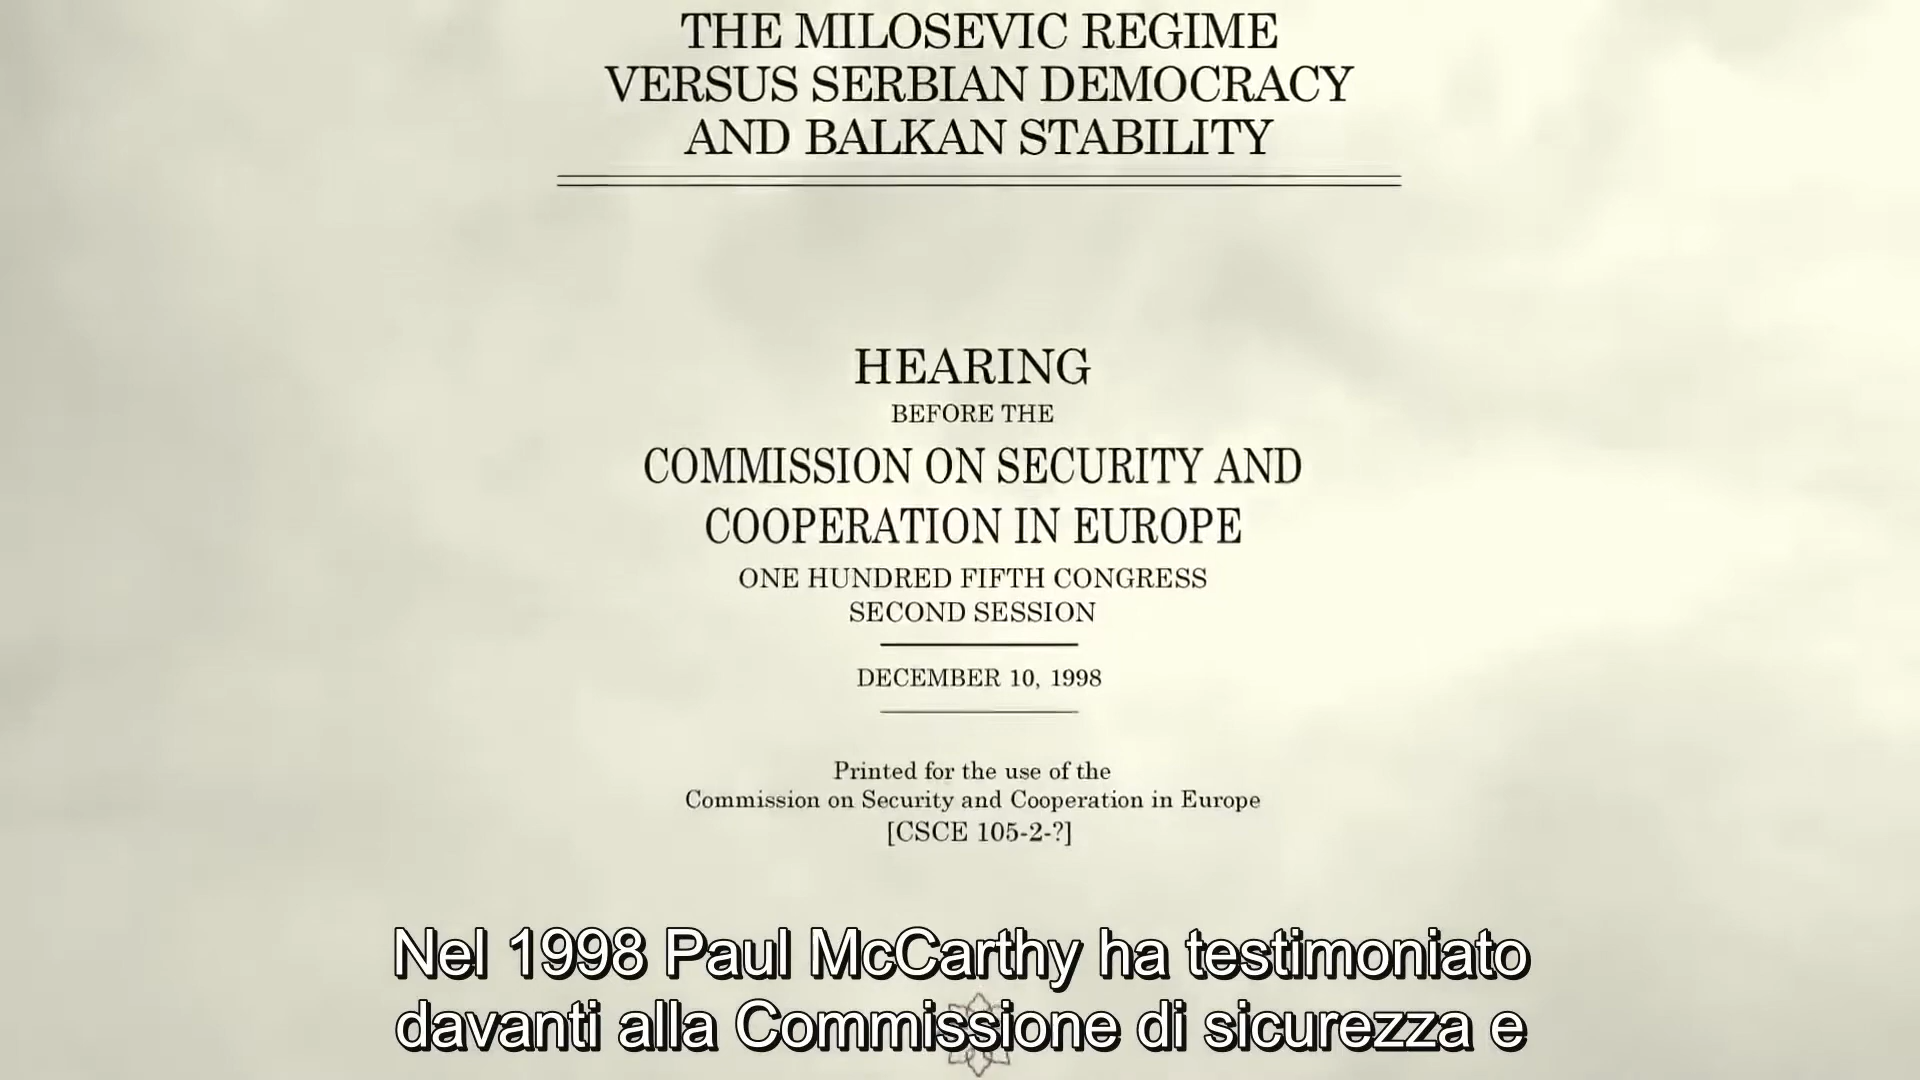 THE MILOSEVIC REGIME
VERSUS SERBIAN DEMOCRACY
AND BALKAN STABILITY
HEARING
BEFORE THE
COMMISSION ON SECURITY AND
COOPERATION IN EUROPE
ONE HUNDRED FIFTH CONGRESS
SECOND SESSION
DECEMBER 10, 1998
Printed for the use of the
Commission on Security and Cooperation in Europe
[CSCE 105-2-?]
Nel 1998 Paul McCarthy ha testimoniato
davanti alla Commissione di sicurezza e